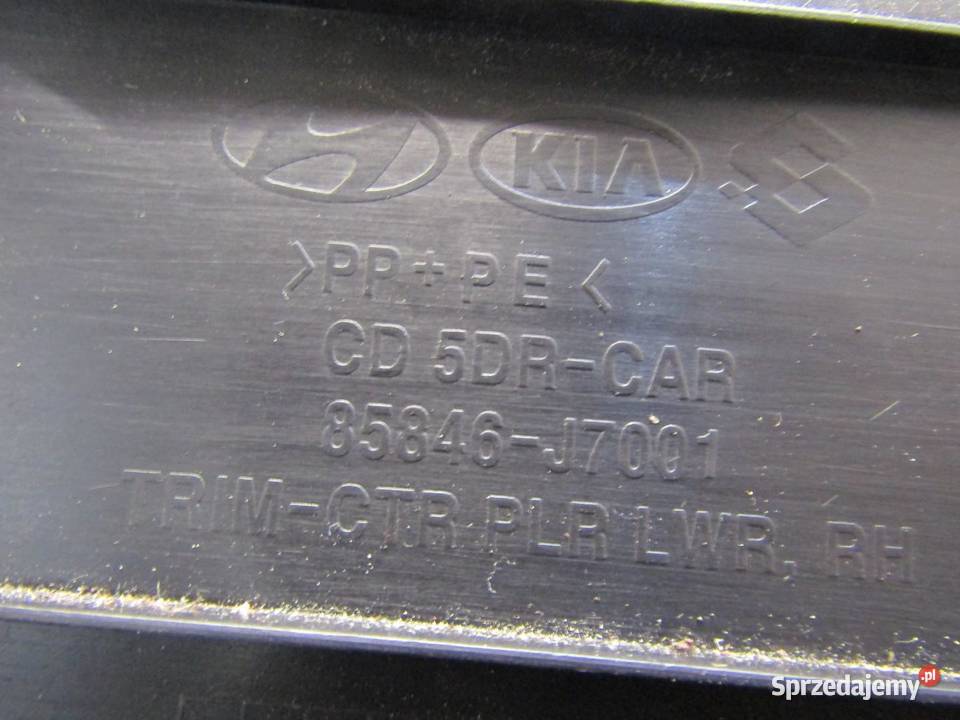 KIA
>PP+PE<
CD 5DR-CAR
85846-J7001
TRIM-CTR PLR LWR, RH
Sprzedajemy.pl